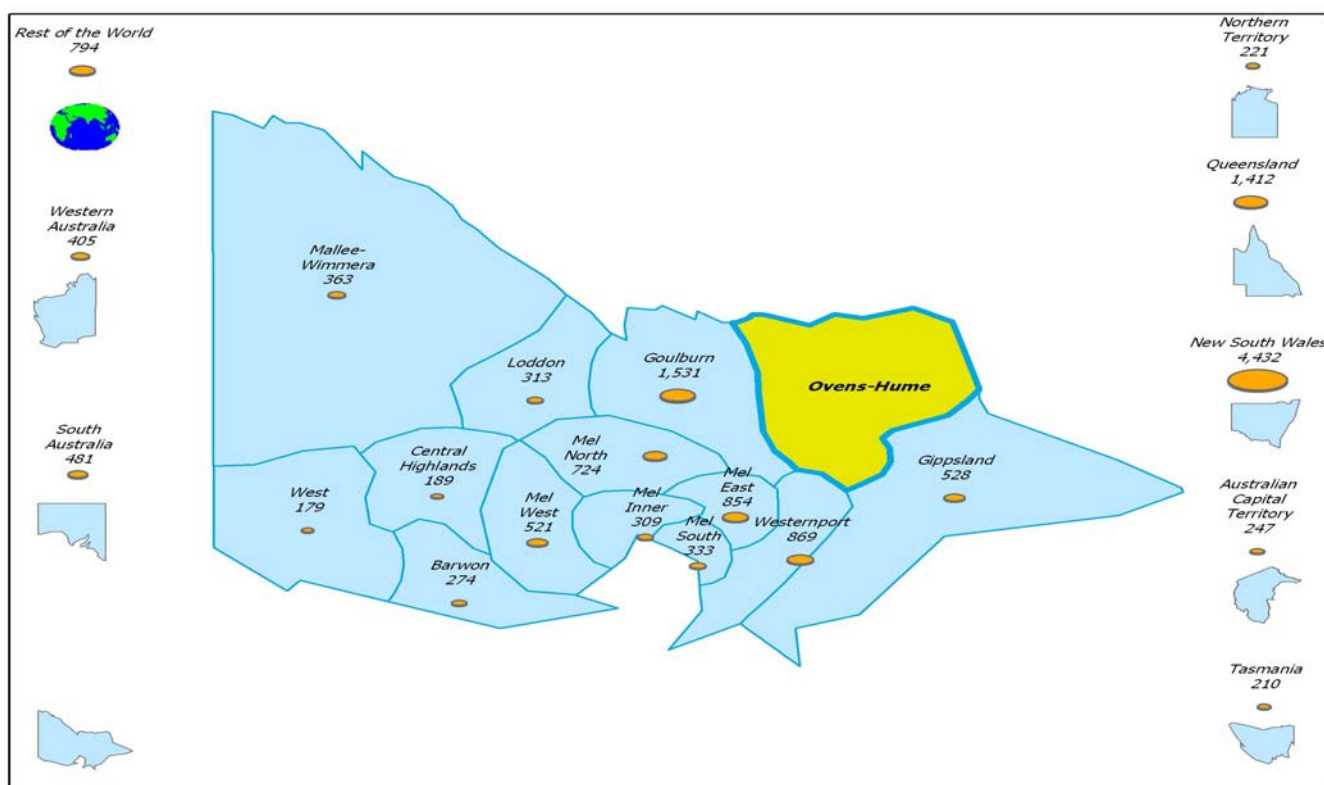 Rest of the World
794
Western
Australia
405
South
Australia
481
Mallee-
Wimmera
363
Loddon
313
Goulburn
1,531
Ovens-Hume
Central
Highlands
189
Mel
North
724
Gippsland
528
West
179
Mel
West
521
Mel
Inner
309
Mel
East
854
Mel
South
333
Westernport
869
Barwon
274
Northern
Territory
221
Queensland
1,412
New South Wales
4,432
Australian
Capital
Territory
247
Tasmania
210